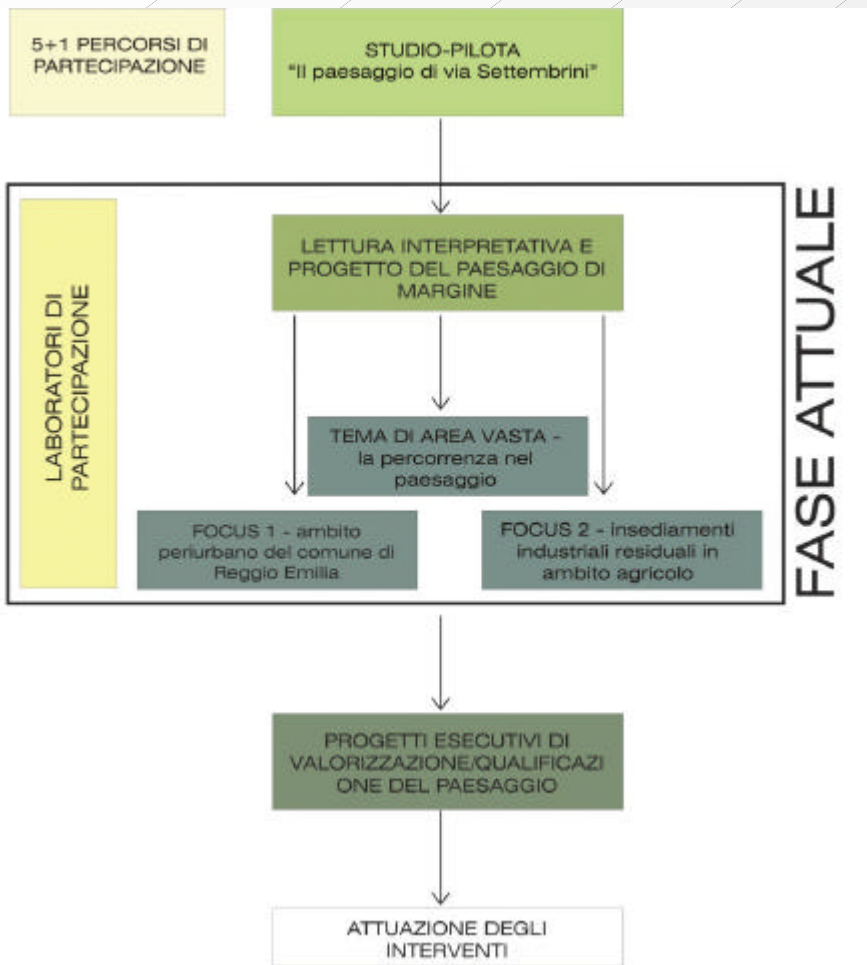 5+1 PERCORSI DI
PARTECIPAZIONE
STUDIO-PILOTA
“Il paesaggio di via Settembrini”
FASE ATTUALE
LABORATORI DI
PARTECIPAZIONE
LETTURA INTERPRETATIVA E
PROGETTO DEL PAESAGGIO DI
MARGINE
TEMA DI AREA VASTA -
la percorrenza nel
paesaggio
FOCUS 1 - ambito
periurbano del comune di
Reggio Emilia
FOCUS 2 - insediamenti
industriali residuali in
ambito agricolo
PROGETTI ESECUTIVI DI
VALORIZZAZIONE/QUALIFICAZI
ONE DEL PAESAGGIO
ATTUAZIONE DEGLI
INTERVENTI